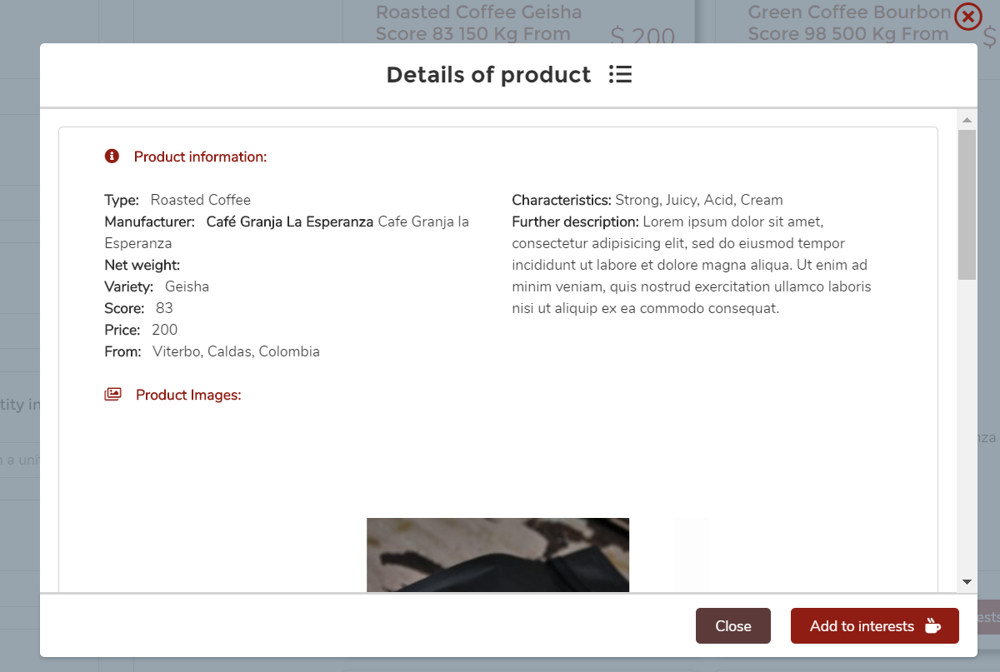 Roasted Coffee Geisha
Score 83 150 Kg From
$ 200
Green Coffee Bourbon
Score 98 500 Kg From
$
Details of product
Product information:
Type: Roasted Coffee
Manufacturer: Café Granja La Esperanza Cafe Granja la
Esperanza
Net weight:
Variety: Geisha
Score: 83
Price: 200
From: Viterbo, Caldas, Colombia
Characteristics: Strong, Juicy, Acid, Cream
Further description: Lorem ipsum dolor sit amet,
consectetur adipisicing elit, sed do eiusmod tempor
incididunt ut labore et dolore magna aliqua. Ut enim ad
minim veniam, quis nostrud exercitation ullamco laboris
nisi ut aliquip ex ea commodo consequat.
Product Images:
tity in
a uni
nza
ests
Close
Add to interests